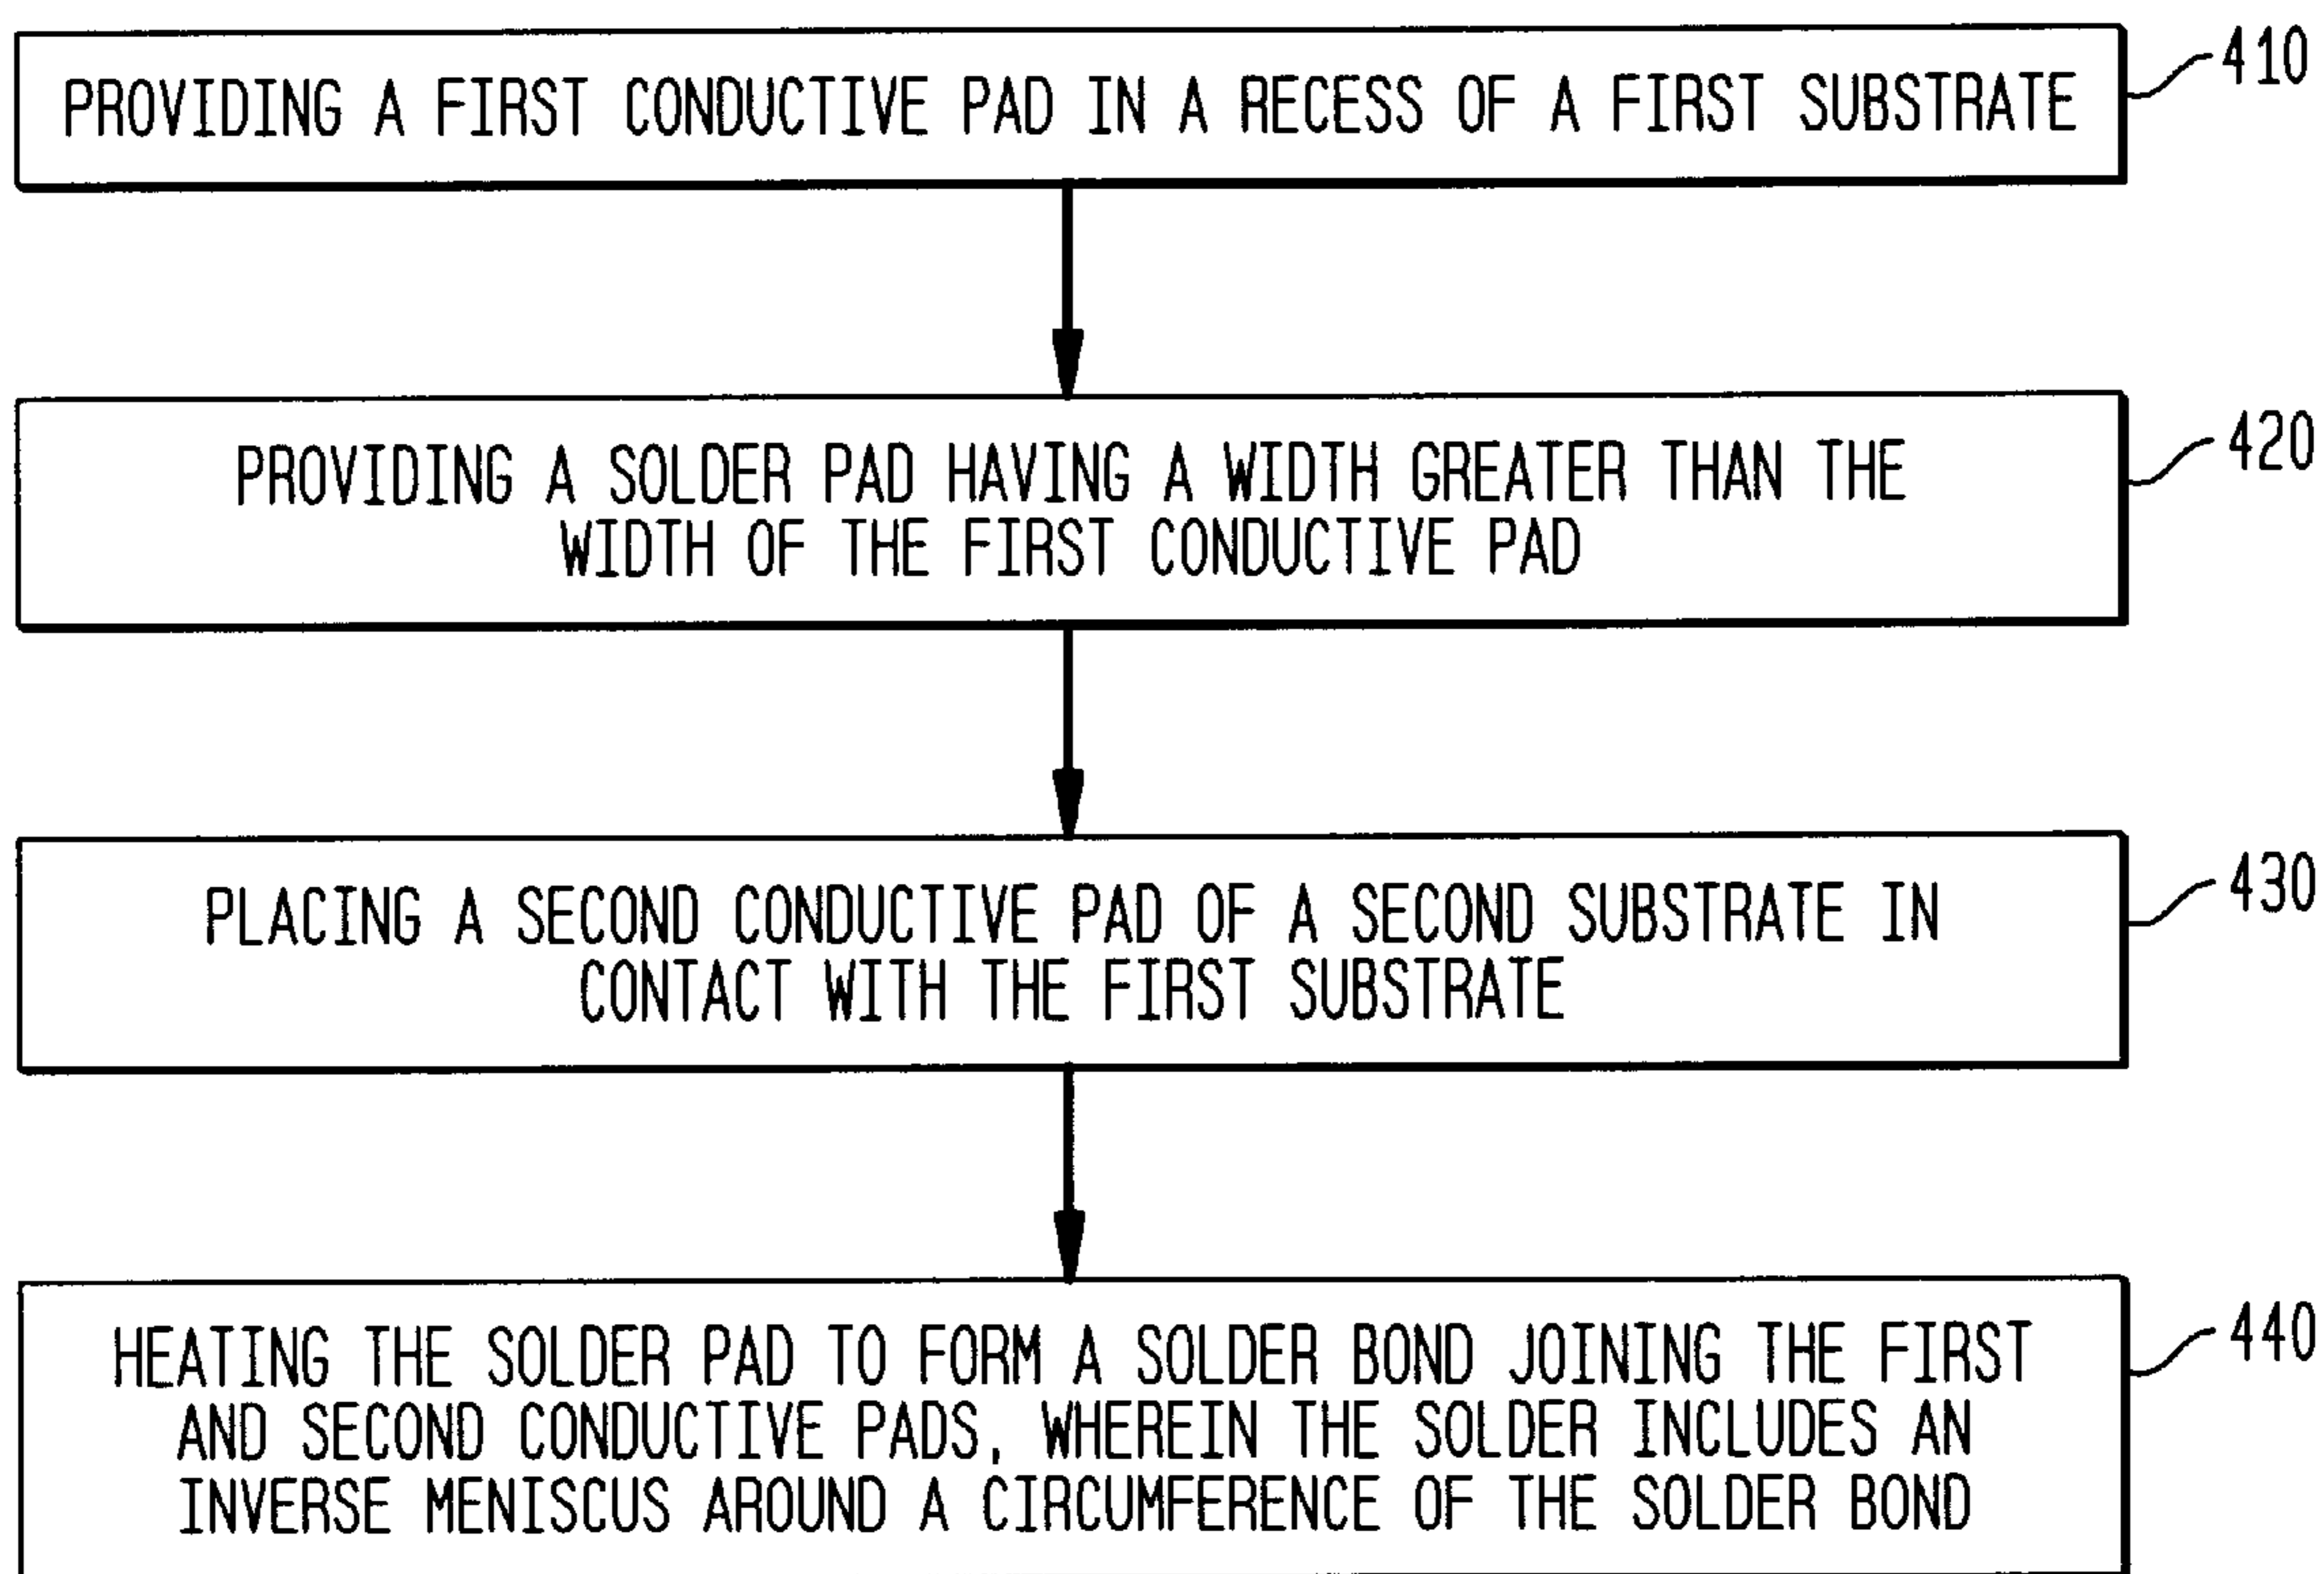 PROVIDING A FIRST CONDUCTIVE PAD IN A RECESS OF A FIRST SUBSTRATE
410
PROVIDING A SOLDER PAD HAVING A WIDTH GREATER THAN THE
WIDTH OF THE FIRST CONDUCTIVE PAD
420
PLACING A SECOND CONDUCTIVE PAD OF A SECOND SUBSTRATE IN
CONTACT WITH THE FIRST SUBSTRATE
430
HEATING THE SOLDER PAD TO FORM A SOLDER BOND JOINING THE FIRST
AND SECOND CONDUCTIVE PADS, WHEREIN THE SOLDER INCLUDES AN
INVERSE MENISCUS AROUND A CIRCUMFERENCE OF THE SOLDER BOND
440